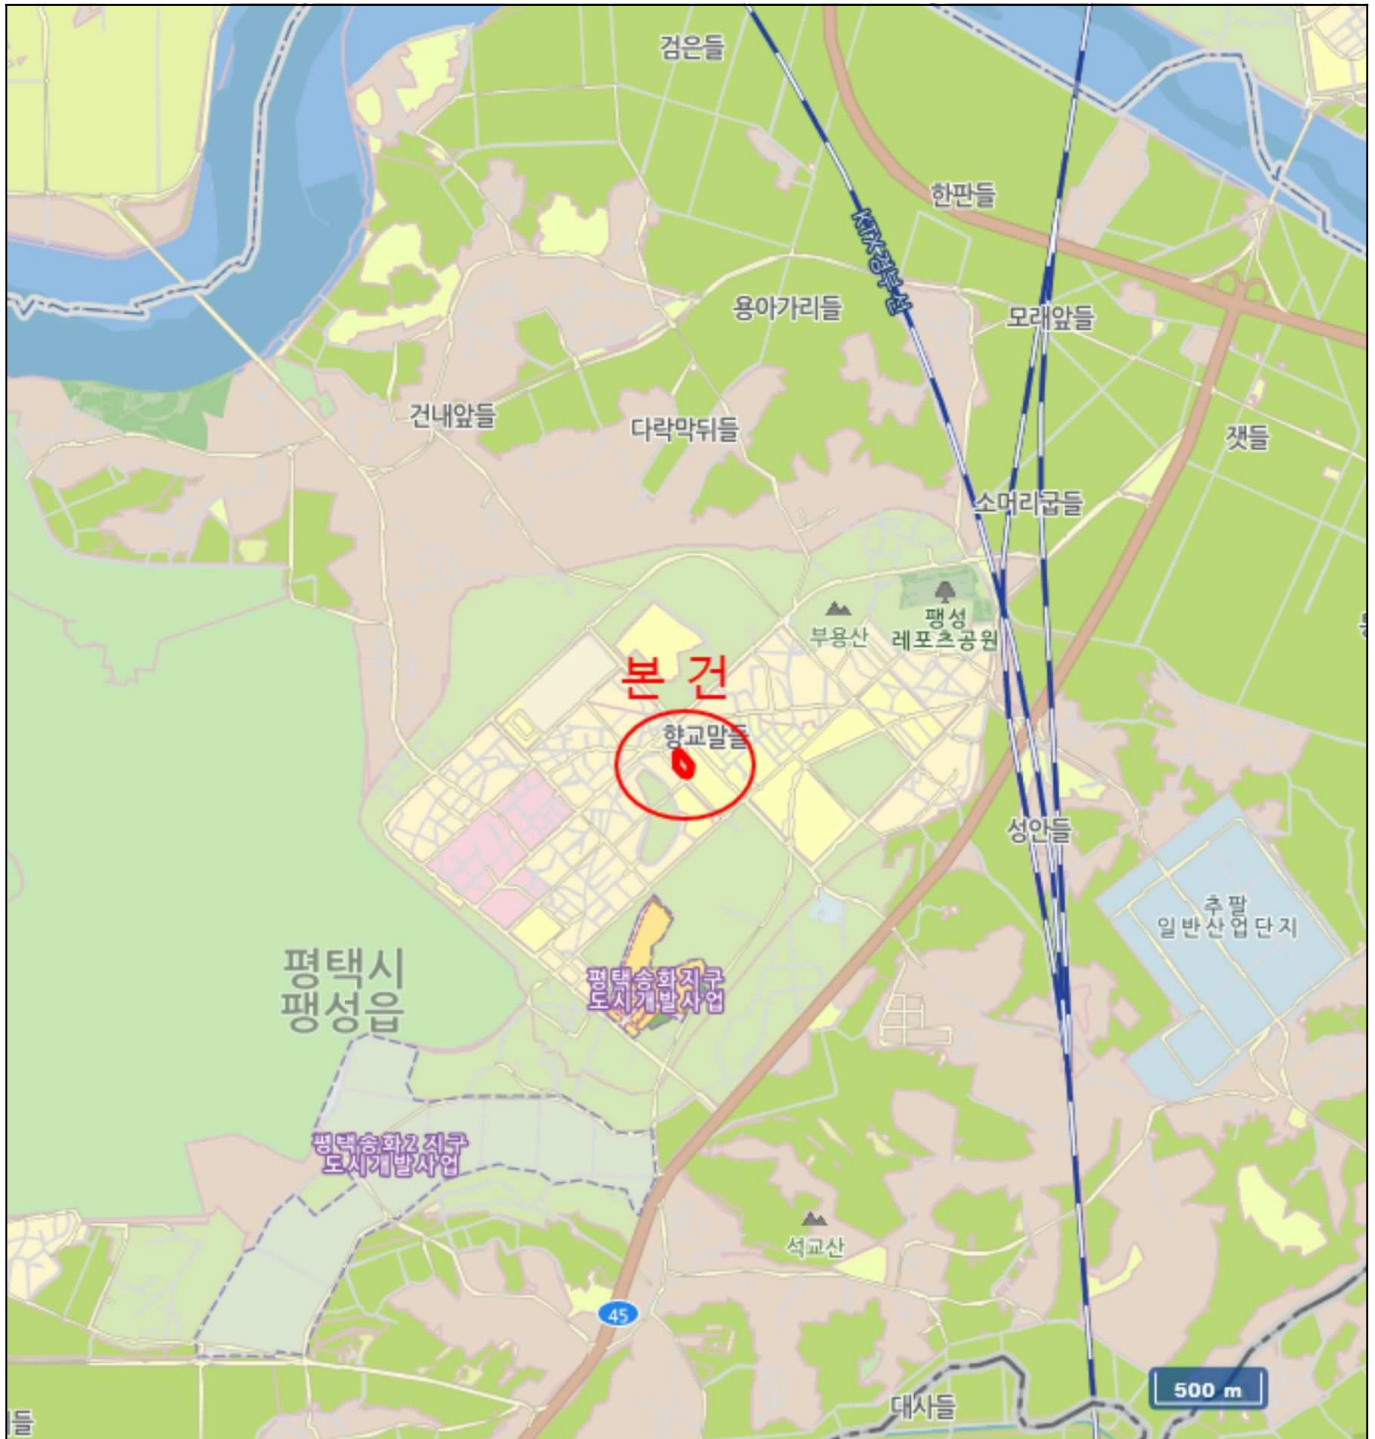 검은들
한판들
KTX경부선
용아가리들
모래앞들
건내앞들
다락막뒤들
잿들
소머리굽들
팽성
레포츠공원
부용산
본 건
향교말들
성안들
추팔
일반산업단지
평택시
팽성읍
평택송화지구
도시개발사업
평택송화2지구
도시개발사업
석교산
45
500 m
대사들
들